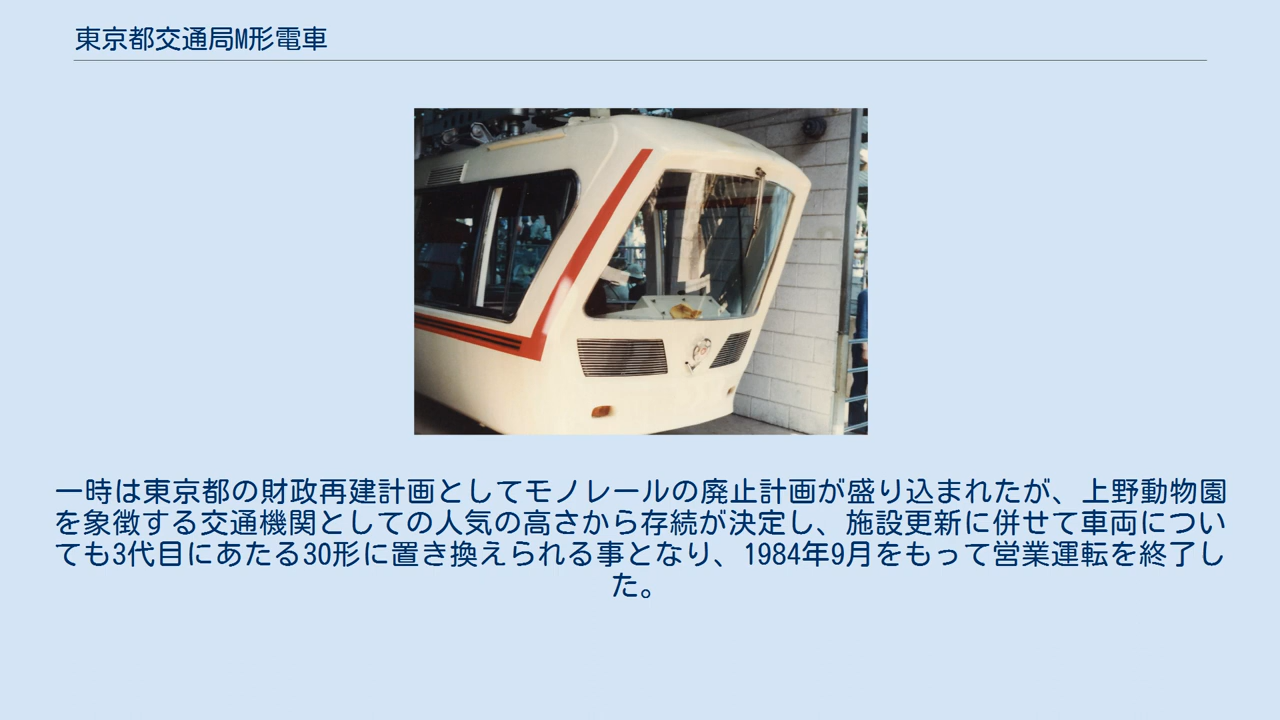 東京都交通局M形電車
一時は東京都の財政再建計画としてモノレールの廃止計画が盛り込まれたが、上野動物園
を象徴する交通機関としての人気の高さから存続が決定し、施設更新に併せて車両につい
ても3代目にあたる30形に置き換えられる事となり、1984年9月をもって営業運転を終了し
た。